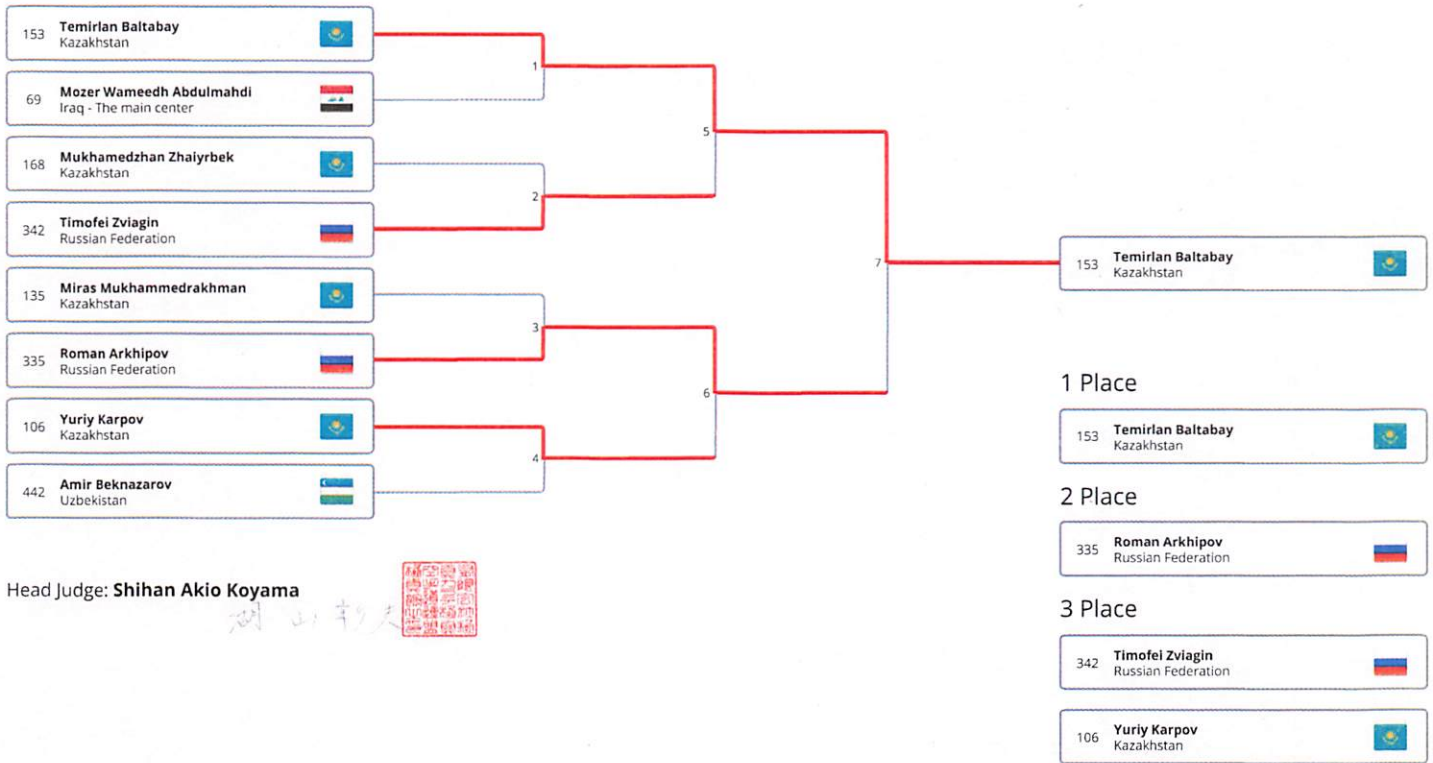 153 Temirlan Baltabay
Kazakhstan
69 Mozer Wameedh Abdulmahdi
Iraq - The main center
168 Mukhamedzhan Zhaiyrbek
Kazakhstan
342 Timofei Zviagin
Russian Federation
135 Miras Mukhammedrakhman
Kazakhstan
335 Roman Arkhipov
Russian Federation
106 Yuriy Karpov
Kazakhstan
442 Amir Beknazarov
Uzbekistan
1
2
3
4
5
6
7
153 Temirlan Baltabay
Kazakhstan
1 Place
153 Temirlan Baltabay
Kazakhstan
2 Place
335 Roman Arkhipov
Russian Federation
3 Place
342 Timofei Zviagin
Russian Federation
106 Yuriy Karpov
Kazakhstan
Head Judge: Shihan Akio Koyama